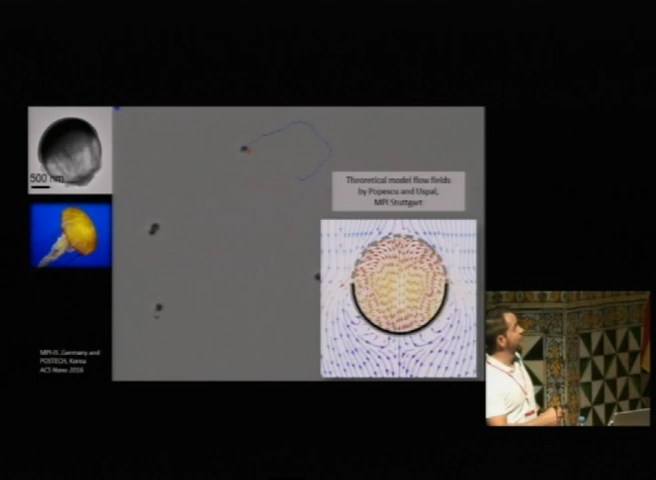 500 nm
Theoretical model flow fields
by Popescu and Uspal,
MPI Stuttgart
MPI-IS, Germany and
POSTECH, Korea
ACS Nano 2016